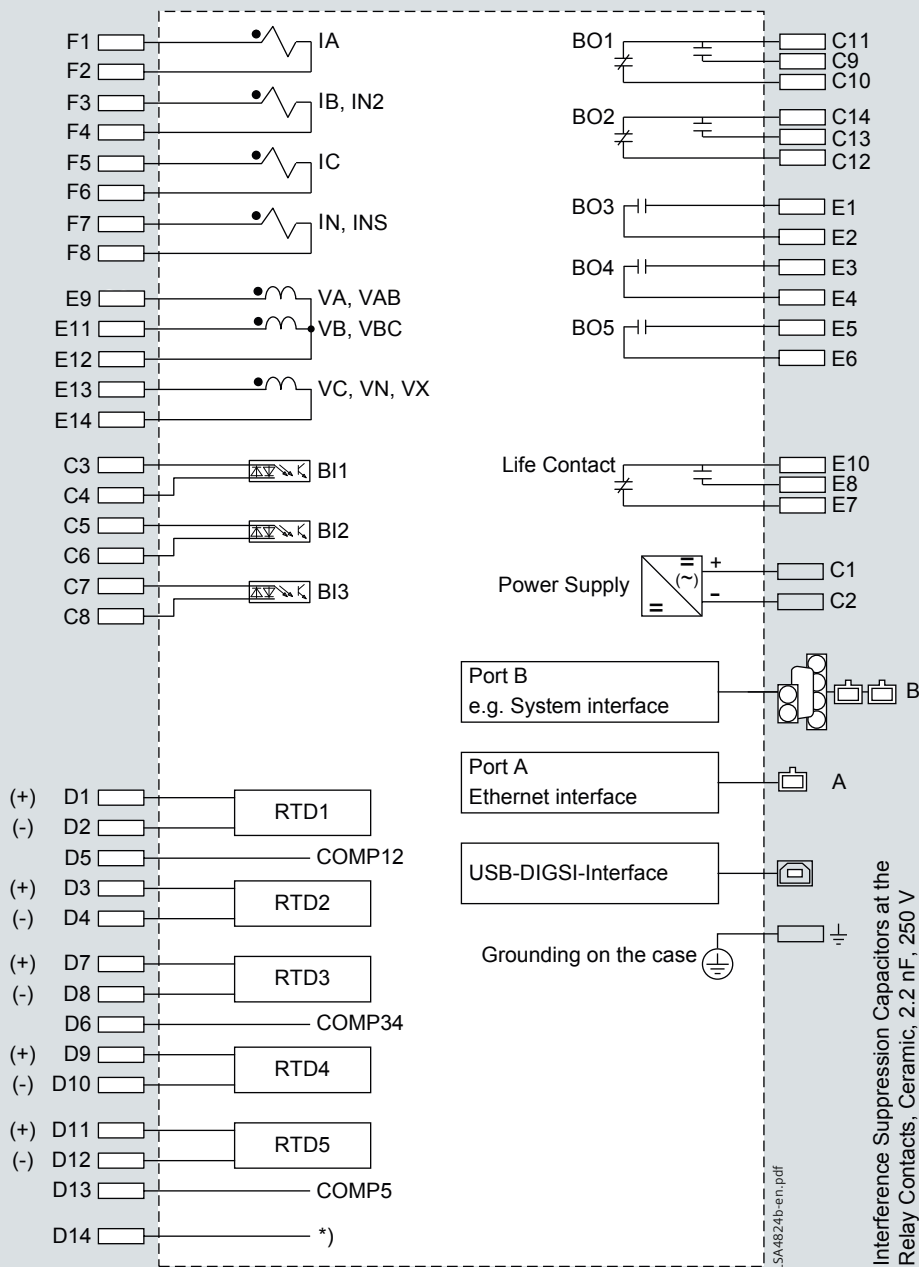 F1
IA
F2
F3
IB, IN2
F4
F5
IC
F6
F7
IN, INS
F8
E9
VA, VAB
E11
VB, VBC
E12
E13
VC, VN, VX
E14
C3
BI1
C4
C5
BI2
C6
C7
BI3
C8
(+) D1
RTD1
(-) D2
D5
COMP12
(+) D3
RTD2
(-) D4
(+) D7
RTD3
(-) D8
D6
COMP34
(+) D9
RTD4
(-) D10
(+) D11
RTD5
(-) D12
D13
COMP5
D14
*)
BO1
C11
C9
C10
BO2
C14
C13
C12
BO3
E1
E2
BO4
E3
E4
BO5
E5
E6
Life Contact
E10
E8
E7
Power Supply
=
(~)
=
+
-
C1
C2
Port B
e.g. System interface
B
Port A
Ethernet interface
A
USB-DIGSI-Interface
Grounding on the case
LSA4824b-en.pdf
Interference Suppression Capacitors at the
Relay Contacts, Ceramic, 2.2 nF, 250 V